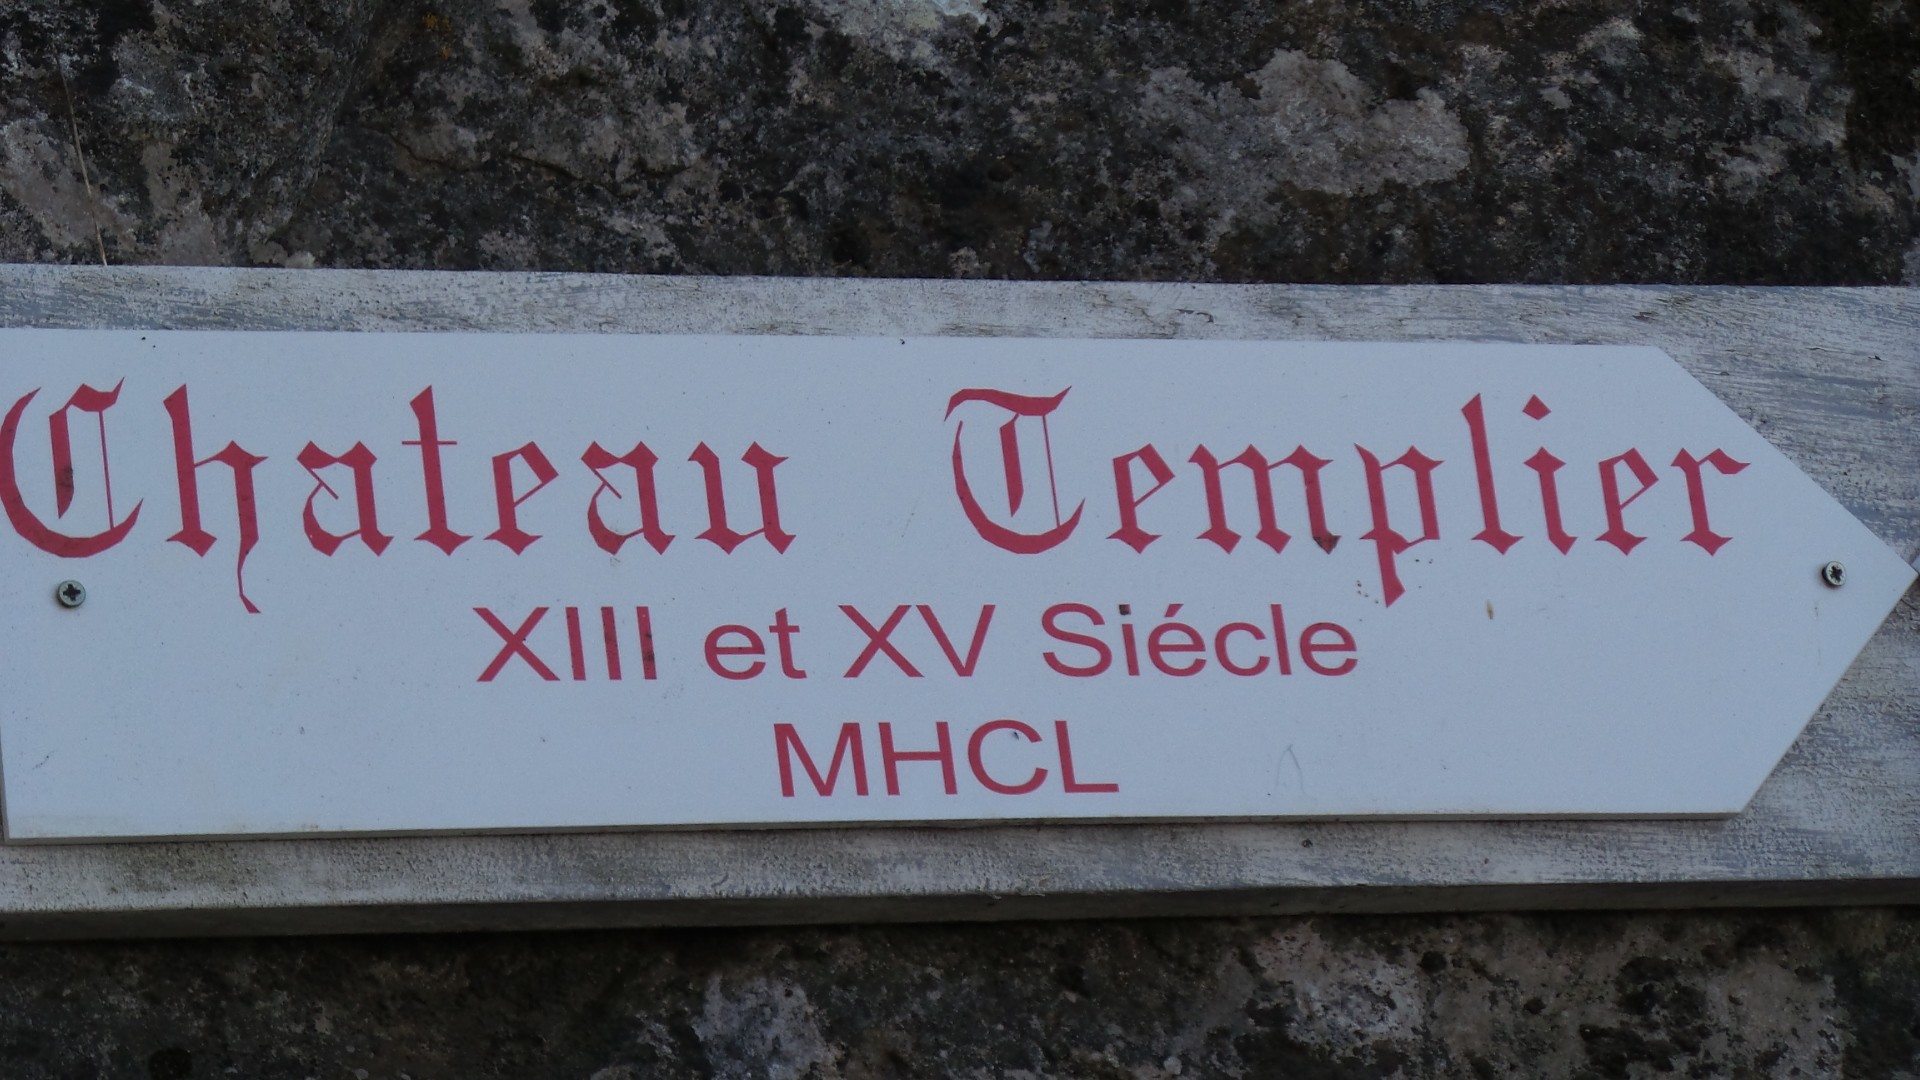 Chateau Templier
XIII et XV Siécle
MHCL